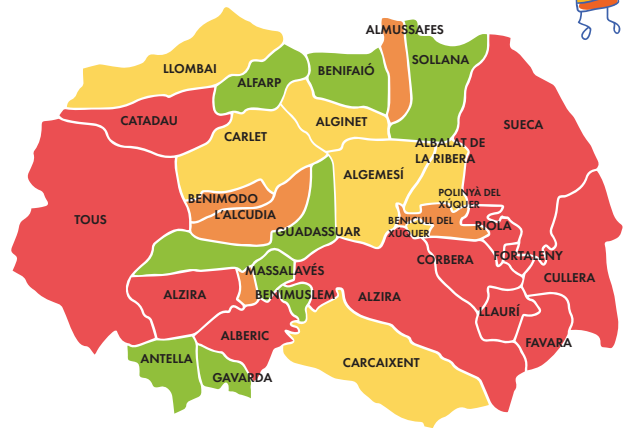 ALMUSSAFES
LLOMBAI
ALFARP
BENIFAIÓ
SOLLANA
CATADAU
CARLET
ALGINET
SUECA
ALBALAT DE
LA RIBERA
ALGEMESÍ
BENIMODO
L'ALCUDIA
POLINYÀ DEL
XÚQUER
TOUS
GUADASSUAR
BENICULL DEL
XÚQUER
RIOLA
CORBERA
FORTALENY
MASSALAVÉS
CULLERA
ALZIRA
BENIMUSLEM
ALZIRA
LLAURÍ
ALBERIC
FAVARA
ANTELLA
CARCAIXENT
GAVARDA